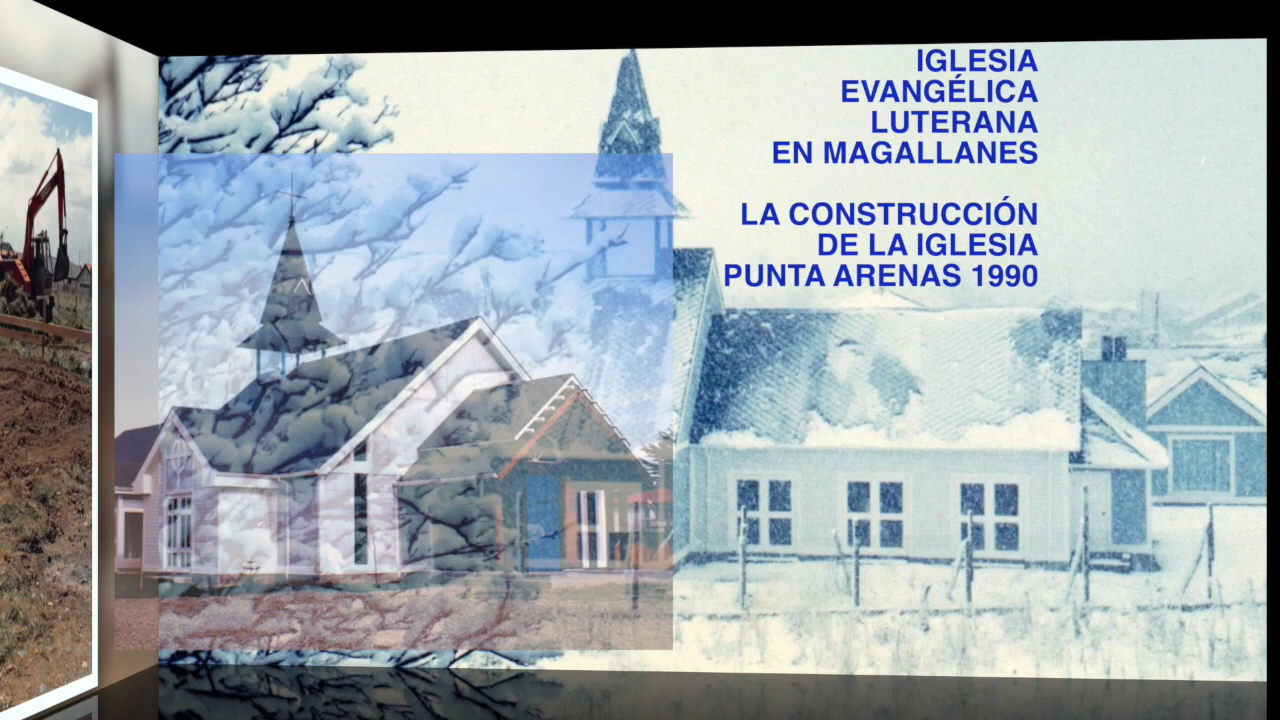 IGLESIA
EVANGÉLICA
LUTERANA
EN MAGALLANES
LA CONSTRUCCIÓN
DE LA IGLESIA
PUNTA ARENAS 1990